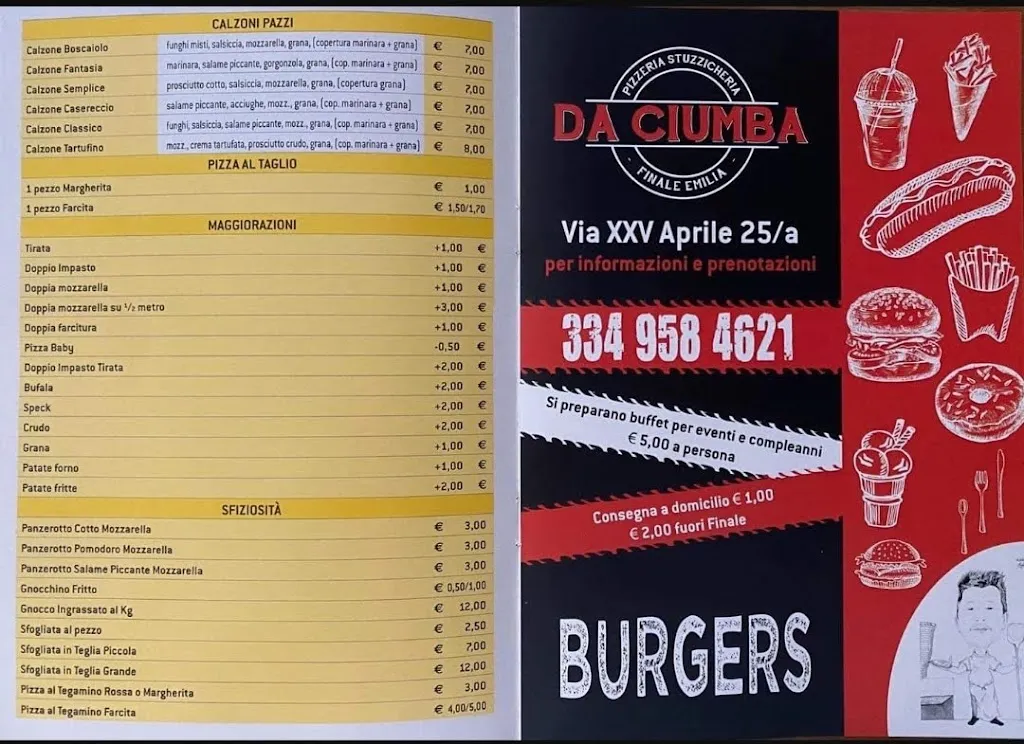 CALZONI PAZZI
Calzone Boscaiolo funghi misti, salsiccia, mozzarella, grana, (copertura marinara + grana) € 7,00
Calzone Fantasia marinara, salame piccante, gorgonzola, grana, (cop. marinara + grana) € 7,00
Calzone Semplice prosciutto cotto, salsiccia, mozzarella, grana, (copertura grana) € 7,00
Calzone Casereccio salame piccante, acciughe, mozz., grana, (cop. marinara + grana) € 7,00
Calzone Classico funghi, salsiccia, salame piccante, mozz., grana, (cop. marinara + grana) € 7,00
Calzone Tartufino mozz., crema tartufata, prosciutto crudo, grana, (cop. marinara + grana) € 8,00
PIZZA AL TAGLIO
1 pezzo Margherita € 1,00
1 pezzo Farcita € 1,50/1,70
MAGGIORAZIONI
Tirata +1,00 €
Doppio Impasto +1,00 €
Doppia mozzarella +1,00 €
Doppia mozzarella su 1/2 metro +3,00 €
Doppia farcitura +1,00 €
Pizza Baby -0,50 €
Doppio Impasto Tirata +2,00 €
Bufala +2,00 €
Speck +2,00 €
Crudo +2,00 €
Grana +1,00 €
Patate forno +1,00 €
Patate fritte +2,00 €
SFIZIOSITÀ
Panzerotto Cotto Mozzarella € 3,00
Panzerotto Pomodoro Mozzarella € 3,00
Panzerotto Salame Piccante Mozzarella € 3,00
Gnocchino Fritto € 0,50/1,00
Gnocco Ingrassato al Kg € 12,00
Sfogliata al pezzo € 2,50
Sfogliata in Teglia Piccola € 7,00
Sfogliata in Teglia Grande € 12,00
Pizza al Tegamino Rossa o Margherita € 3,00
Pizza al Tegamino Farcita € 4,00/5,00
PIZZERIA STUZZICHERIA
DA CIUMBA
- FINALE EMILIA -
Via XXV Aprile 25/a
per informazioni e prenotazioni
334 958 4621
Si preparano buffet per eventi e compleanni
€ 5,00 a persona
Consegna a domicilio € 1,00
€ 2,00 fuori Finale
BURGERS